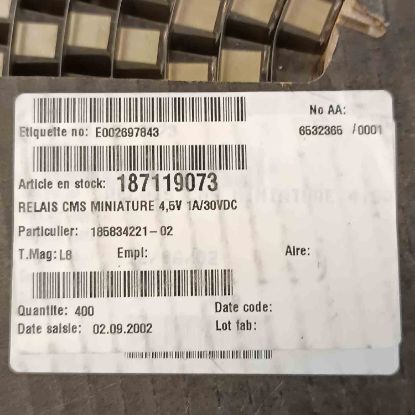 No AA:
Etiquette no: E002697843 6532365 /0001
Article en stock: 187119073
RELAIS CMS MINIATURE 4,5V 1A/30VDC
Particulier: 185834221-02
T.Mag: L8 Empl: Aire:
Quantite: 400 Date code:
Date saisie: 02.09.2002 Lot fab: